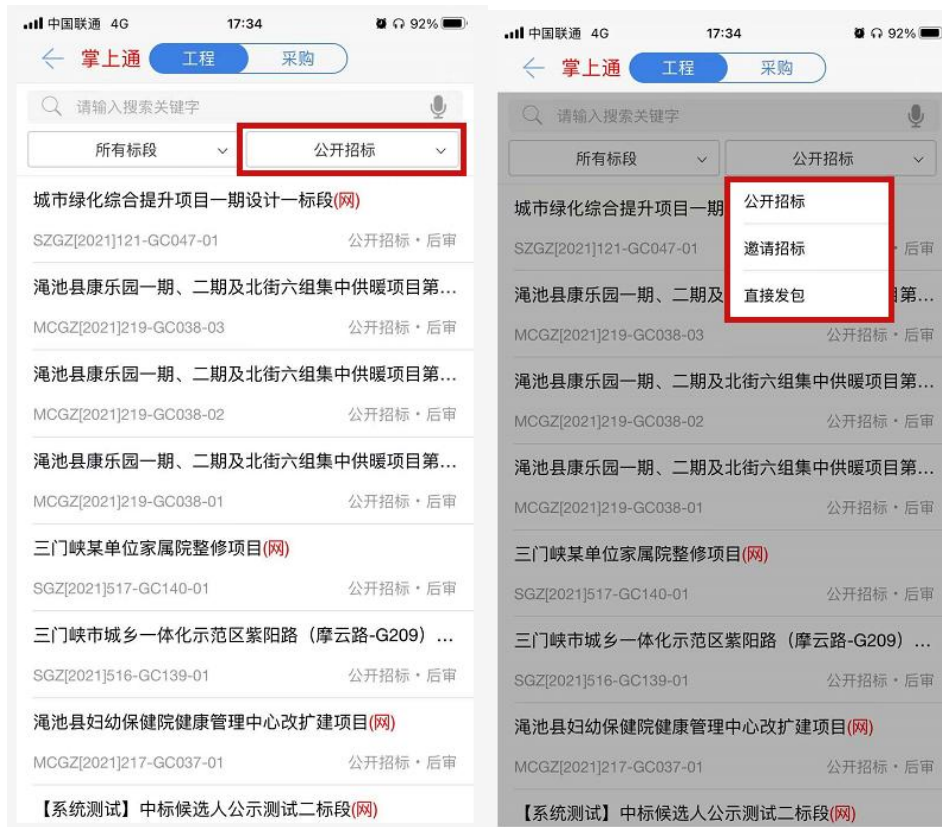 中国联通 4G 17:34 92%
掌上通 工程 采购
请输入搜索关键字
所有标段 公开招标
城市绿化综合提升项目一期设计一标段(网)
SZGZ[2021]121-GC047-01 公开招标·后审
渑池县康乐园一期、二期及北街六组集中供暖项目第...
MCGZ[2021]219-GC038-03 公开招标·后审
渑池县康乐园一期、二期及北街六组集中供暖项目第...
MCGZ[2021]219-GC038-02 公开招标·后审
渑池县康乐园一期、二期及北街六组集中供暖项目第...
MCGZ[2021]219-GC038-01 公开招标·后审
三门峡某单位家属院整修项目(网)
SGZ[2021]517-GC140-01 公开招标·后审
三门峡市城乡一体化示范区紫阳路（摩云路-G209）...
SGZ[2021]516-GC139-01 公开招标·后审
渑池县妇幼保健院健康管理中心改扩建项目(网)
MCGZ[2021]217-GC037-01 公开招标·后审
【系统测试】中标候选人公示测试二标段(网)
中国联通 4G 17:34 92%
掌上通 工程 采购
请输入搜索关键字
所有标段 公开招标
公开招标
邀请招标
直接发包
城市绿化综合提升项目一期
SZGZ[2021]121-GC047-01 ·后审
渑池县康乐园一期、二期及 第...
MCGZ[2021]219-GC038-03 公开招标·后审
渑池县康乐园一期、二期及北街六组集中供暖项目第...
MCGZ[2021]219-GC038-02 公开招标·后审
渑池县康乐园一期、二期及北街六组集中供暖项目第...
MCGZ[2021]219-GC038-01 公开招标·后审
三门峡某单位家属院整修项目(网)
SGZ[2021]517-GC140-01 公开招标·后审
三门峡市城乡一体化示范区紫阳路（摩云路-G209）...
SGZ[2021]516-GC139-01 公开招标·后审
渑池县妇幼保健院健康管理中心改扩建项目(网)
MCGZ[2021]217-GC037-01 公开招标·后审
【系统测试】中标候选人公示测试二标段(网)